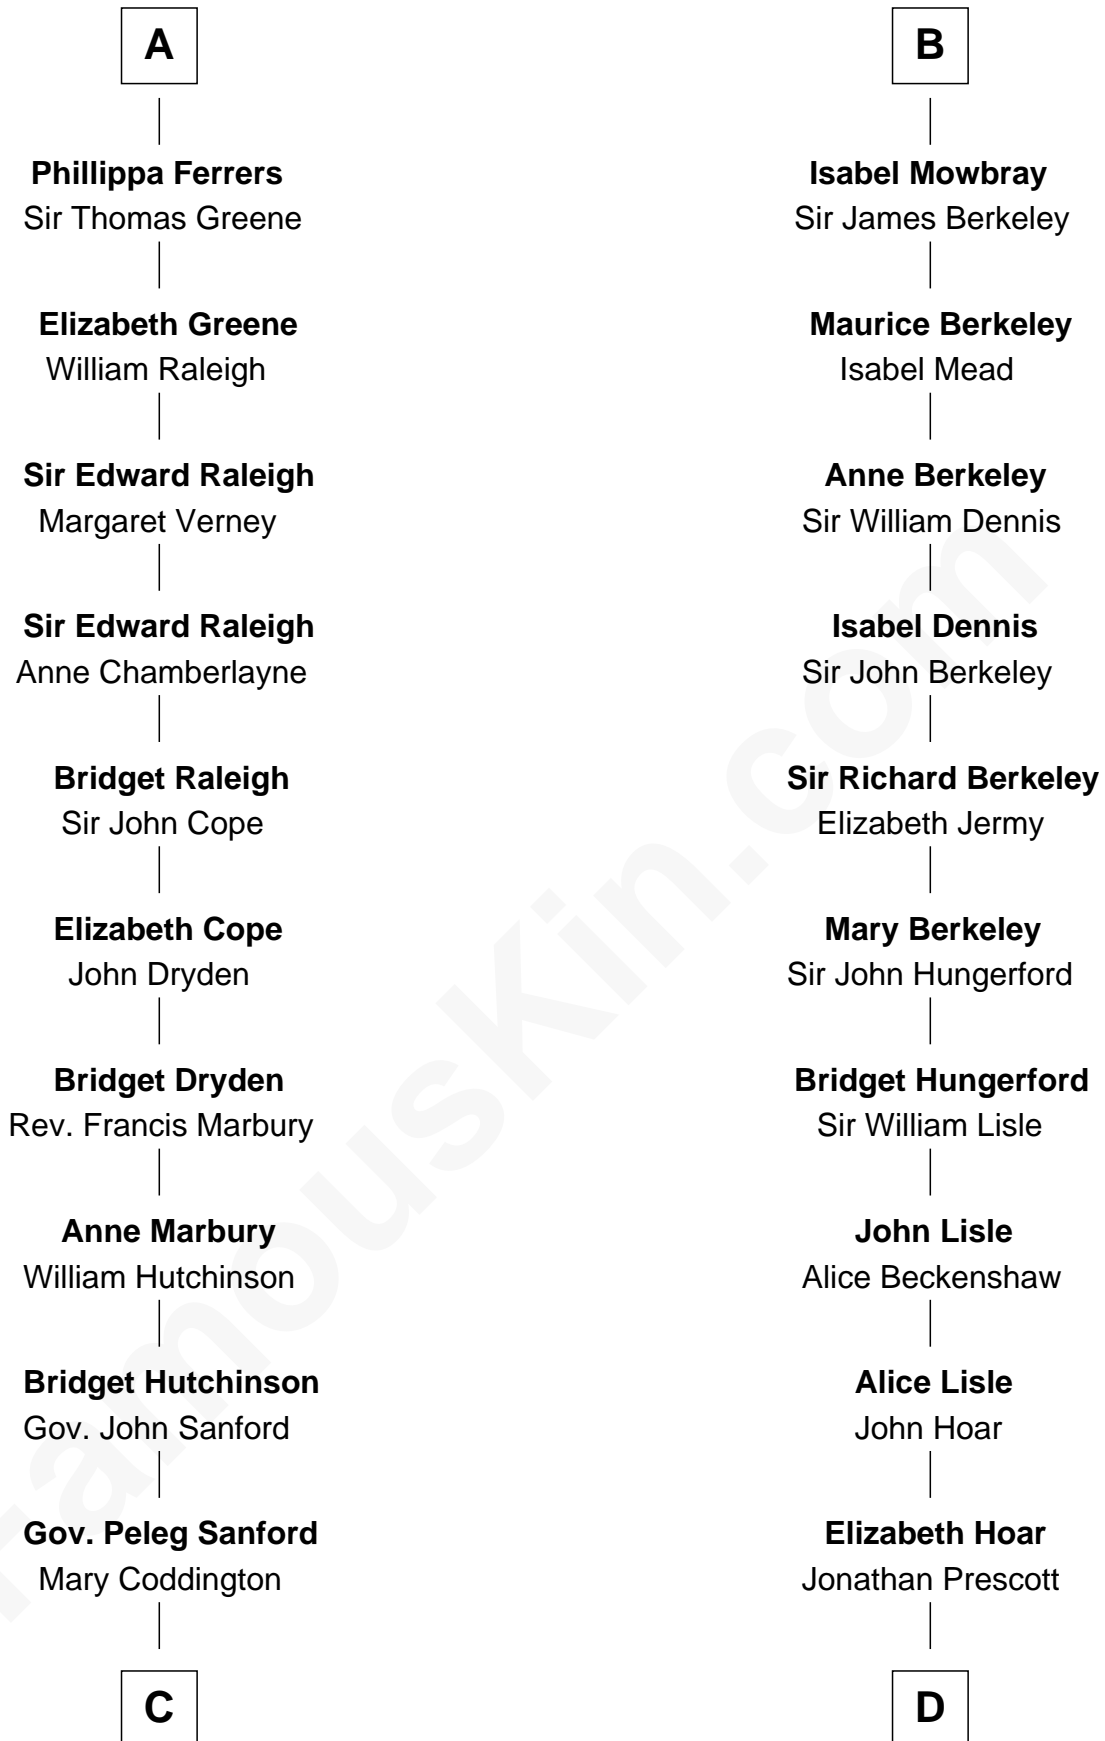 A
Phillippa Ferrers
Sir Thomas Greene
Elizabeth Greene
William Raleigh
Sir Edward Raleigh
Margaret Verney
Sir Edward Raleigh
Anne Chamberlayne
Bridget Raleigh
Sir John Cope
Elizabeth Cope
John Dryden
Bridget Dryden
Rev. Francis Marbury
Anne Marbury
William Hutchinson
Bridget Hutchinson
Gov. John Sanford
Gov. Peleg Sanford
Mary Coddington
C
B
Isabel Mowbray
Sir James Berkeley
Maurice Berkeley
Isabel Mead
Anne Berkeley
Sir William Dennis
Isabel Dennis
Sir John Berkeley
Sir Richard Berkeley
Elizabeth Jermy
Mary Berkeley
Sir John Hungerford
Bridget Hungerford
Sir William Lisle
John Lisle
Alice Beckenshaw
Alice Lisle
John Hoar
Elizabeth Hoar
Jonathan Prescott
D
FamousKin.com